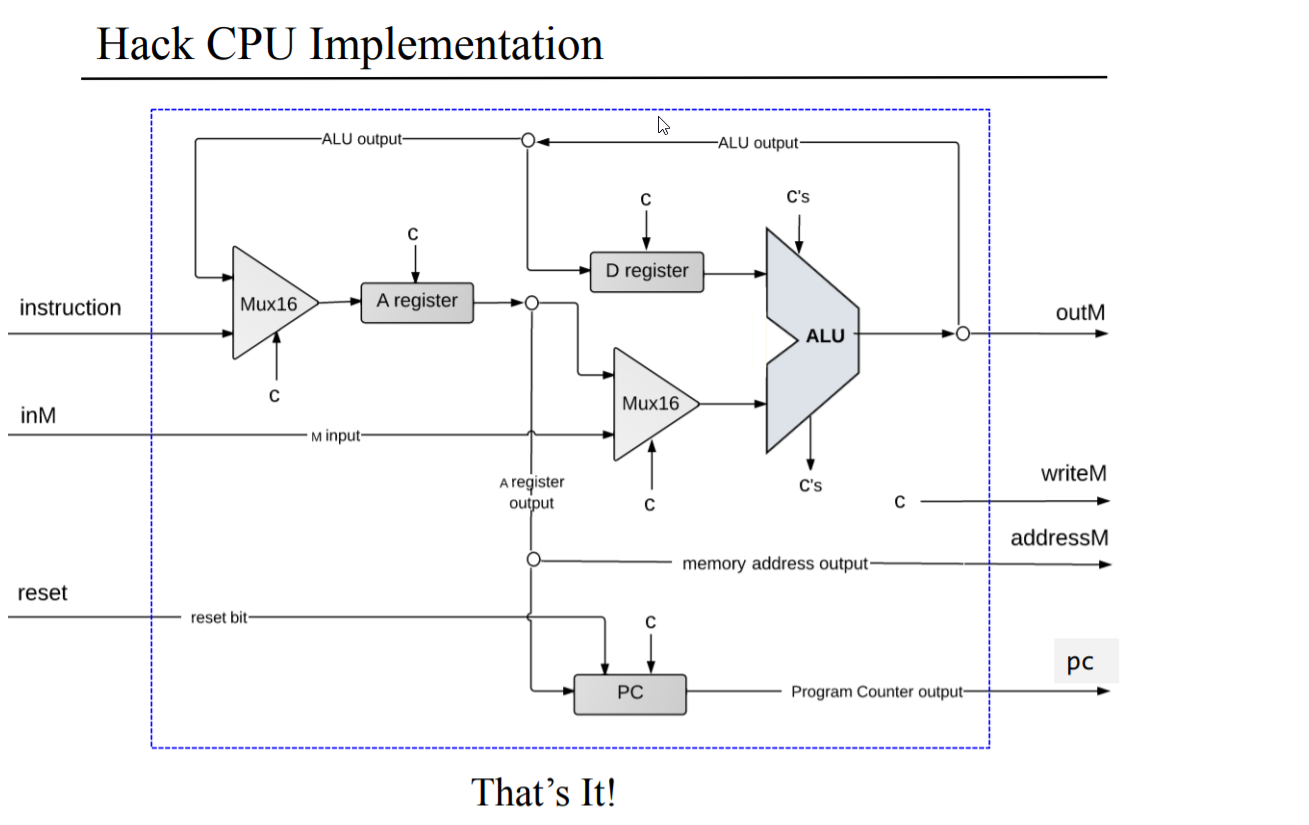 Hack CPU Implementation
ALU output
ALU output
C's
C
C
D register
instruction
Mux16
A register
outM
ALU
C
Mux16
inM
M input
writeM
A register
output
C
C's
C
addressM
memory address output
reset
reset bit
C
pc
PC
Program Counter output
That's It!